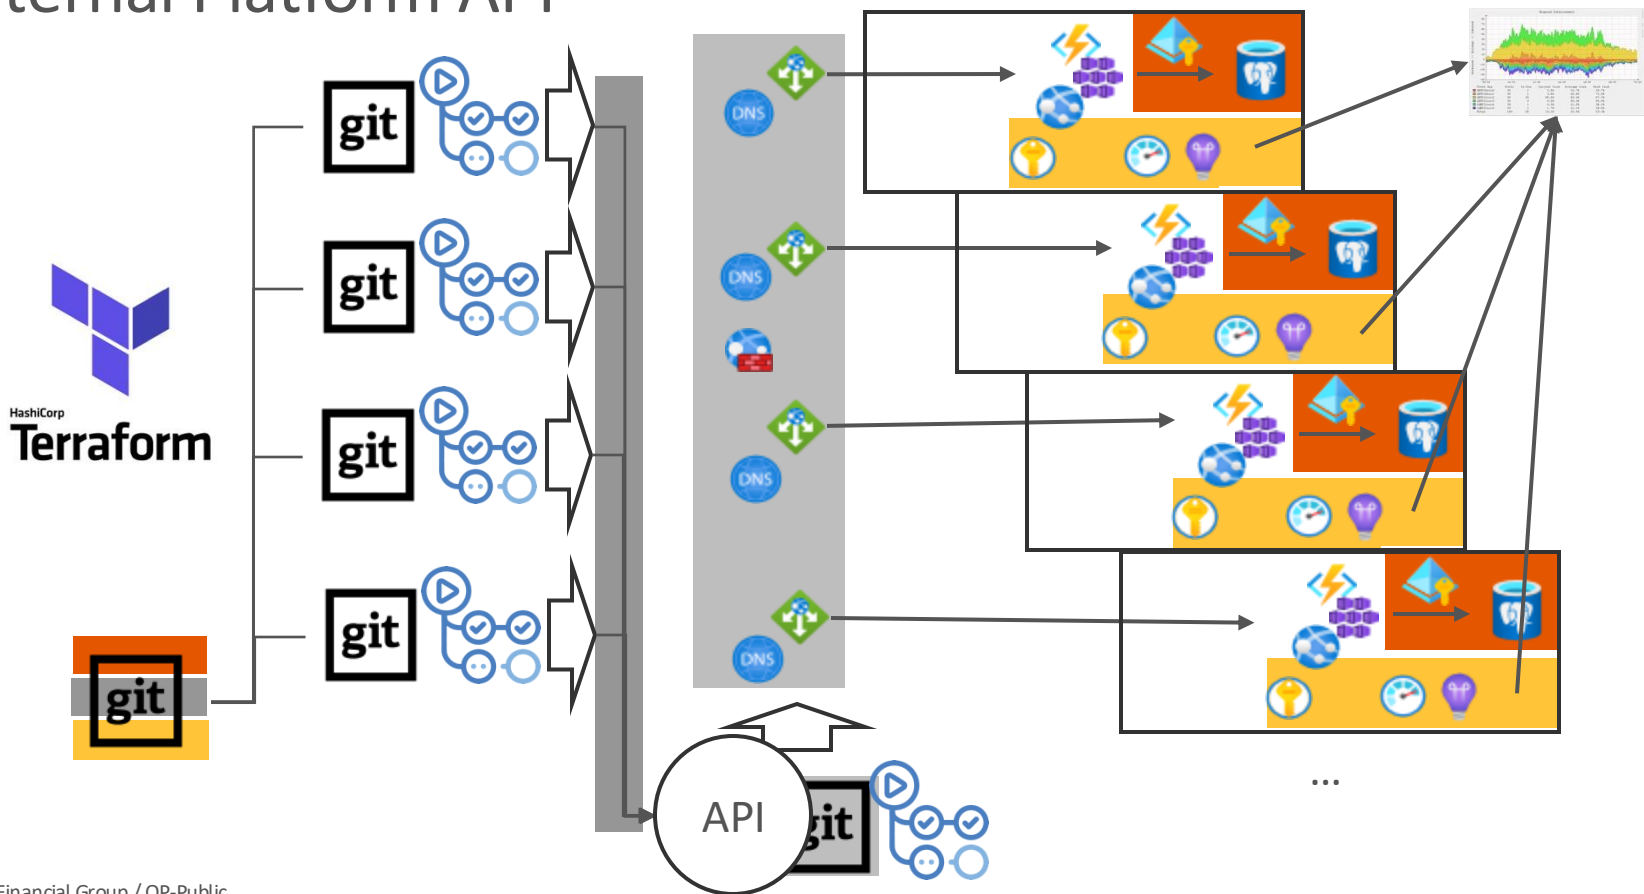 ternal Platform API
git
DNS
git
DNS
HashiCorp
Terraform
git
DNS
git
DNS
git
...
API
git
Financial Group / OP-Public